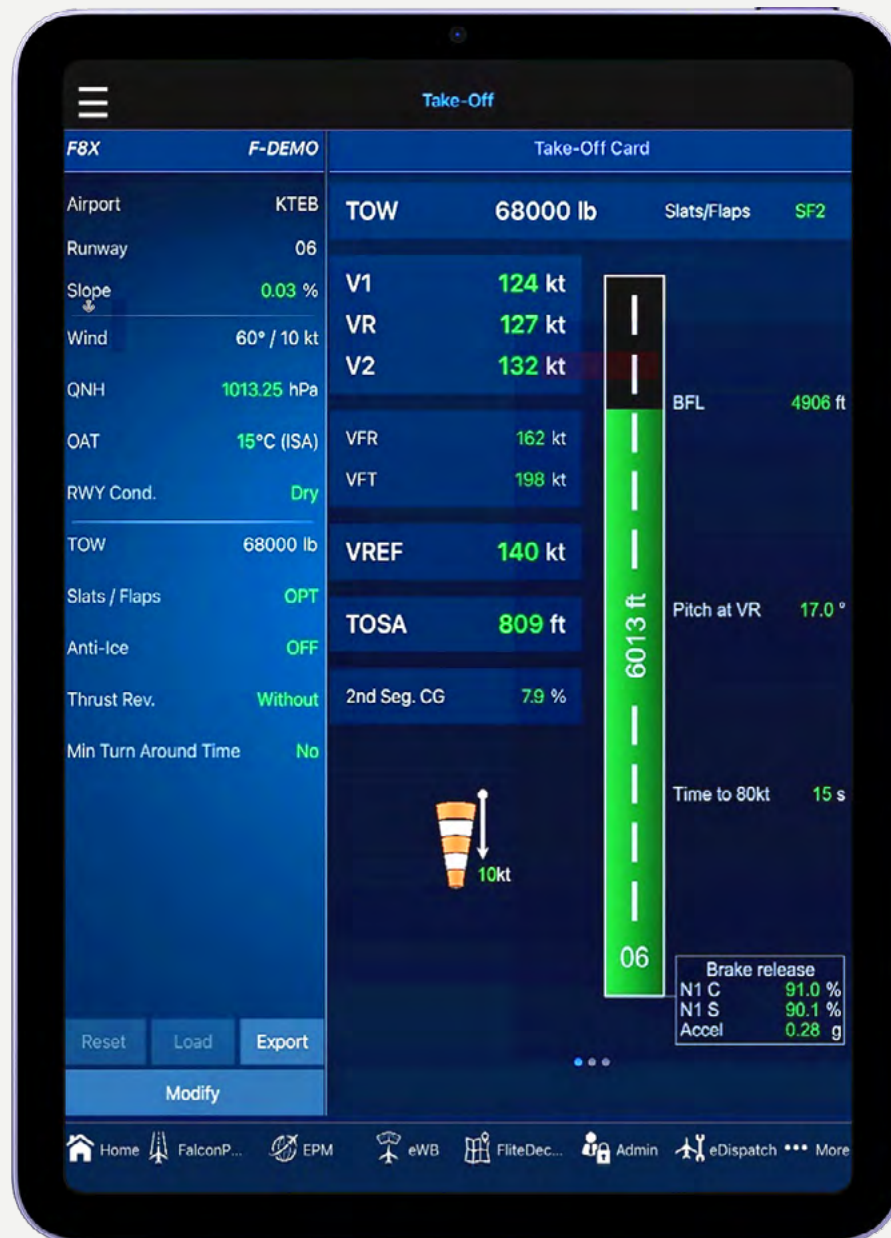 Take-Off
F8X F-DEMO
Airport KTEB
Runway 06
Slope 0.03 %
Wind 60° / 10 kt
QNH 1013.25 hPa
OAT 15°C (ISA)
RWY Cond. Dry
TOW 68000 lb
Slats / Flaps OPT
Anti-Ice OFF
Thrust Rev. Without
Min Turn Around Time No
Reset Load Export
Modify
Take-Off Card
TOW 68000 lb Slats/Flaps SF2
V1 124 kt
VR 127 kt
V2 132 kt
VFR 162 kt
VFT 198 kt
VREF 140 kt
TOSA 809 ft
2nd Seg. CG 7.9 %
10kt
6013 ft
06
BFL 4906 ft
Pitch at VR 17.0 °
Time to 80kt 15 s
Brake release
N1 C 91.0 %
N1 S 90.1 %
Accel 0.28 g
Home FalconP... EPM eWB FliteDec... Admin eDispatch More